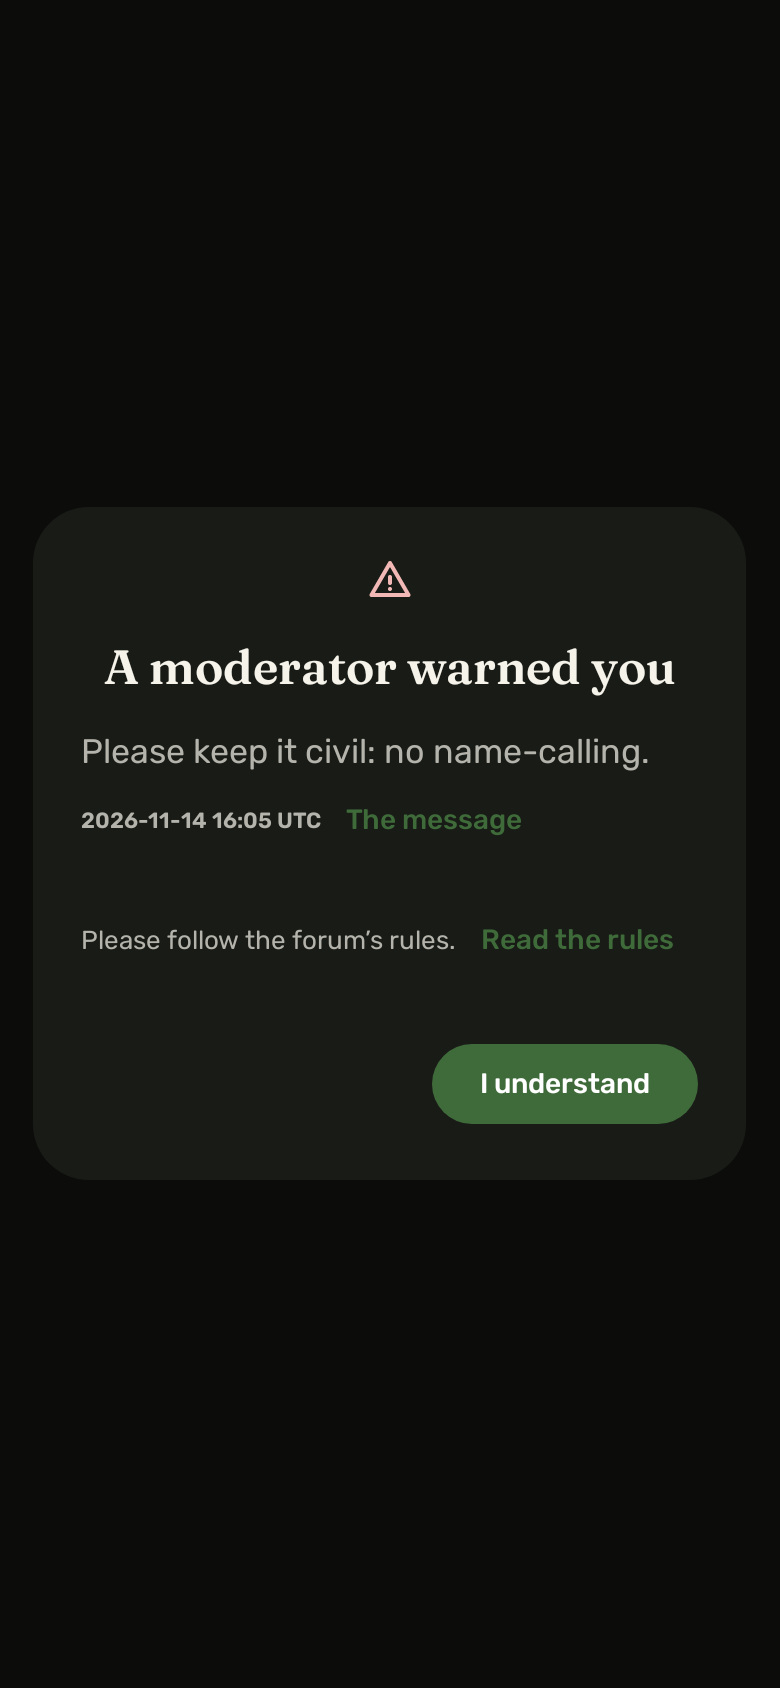 A moderator warned you
Please keep it civil: no name-calling.
2026-11-14 16:05 UTC The message
Please follow the forum’s rules. Read the rules
I understand